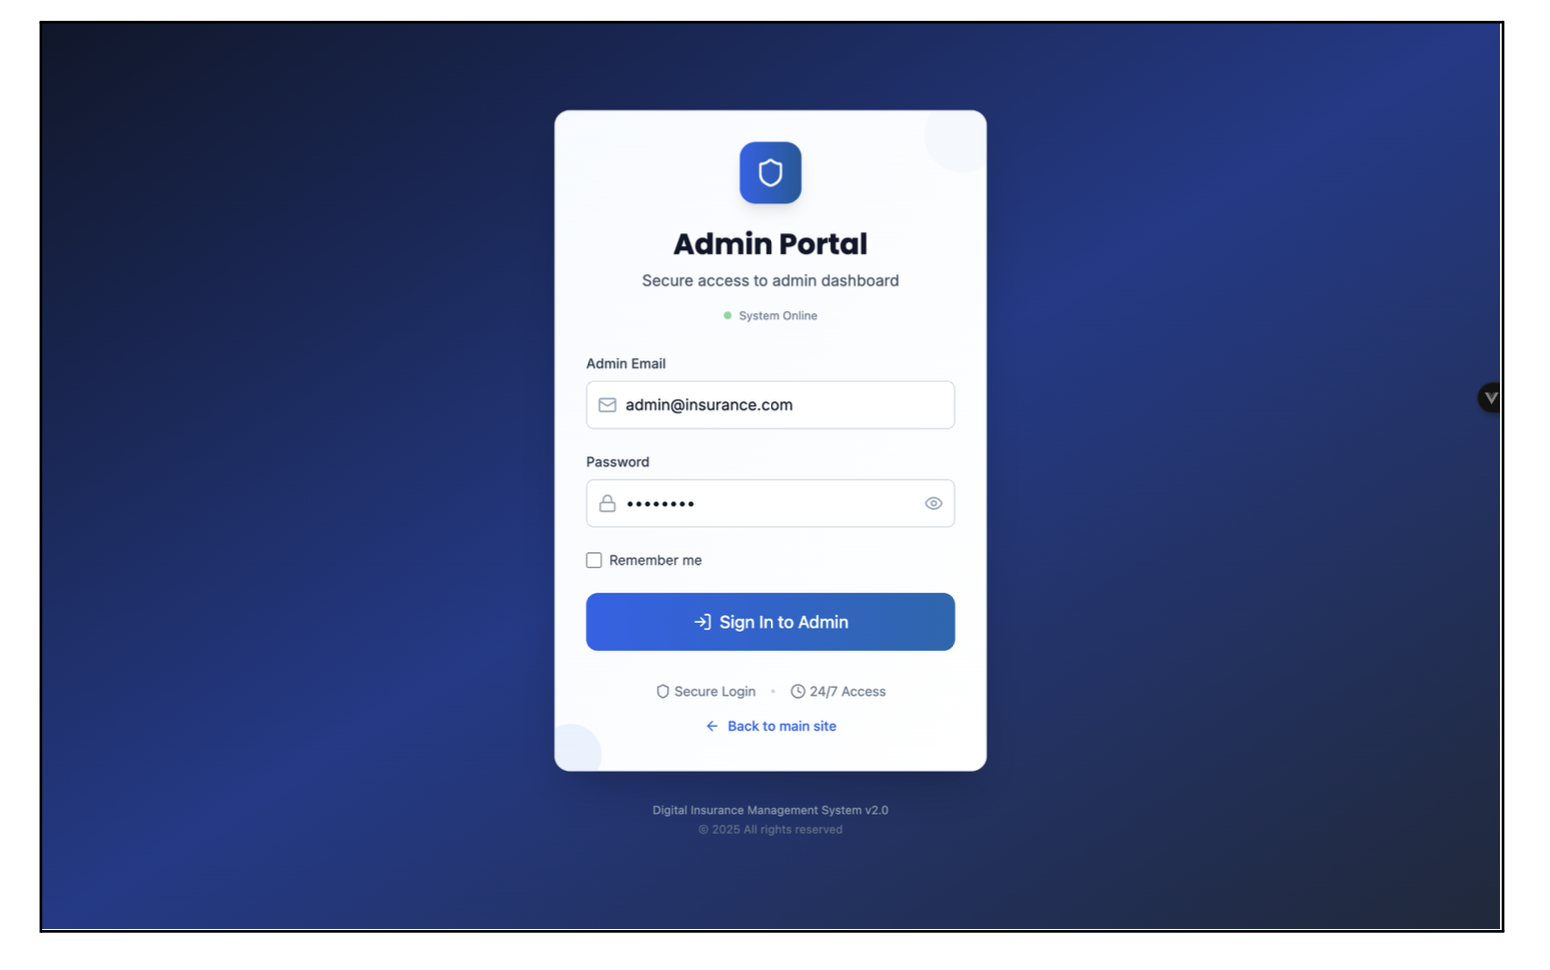 Admin Portal
Secure access to admin dashboard
System Online
Admin Email
admin@insurance.com
Password
••••••••
Remember me
Sign In to Admin
Secure Login • 24/7 Access
Back to main site
Digital Insurance Management System v2.0
© 2025 All rights reserved